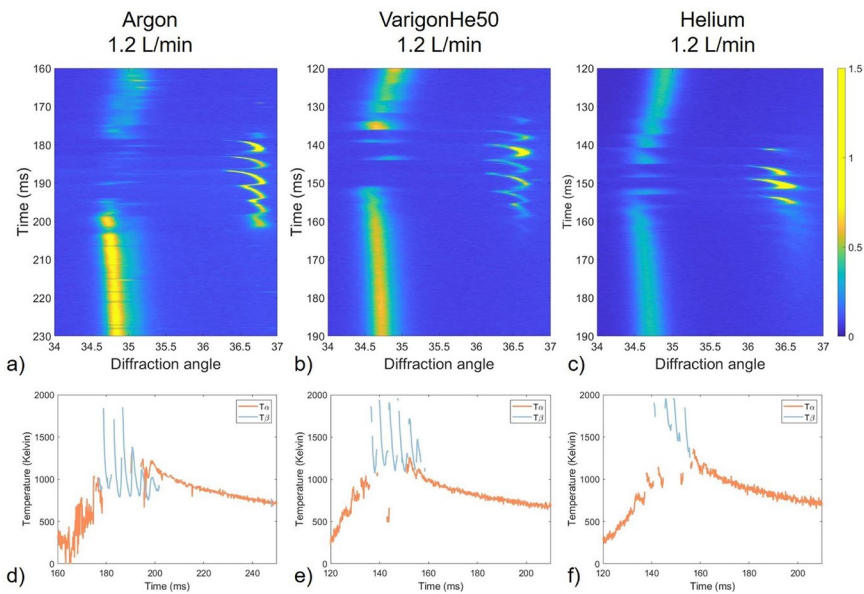 Argon
1.2 L/min
VarigonHe50
1.2 L/min
Helium
1.2 L/min
160
170
180
190
200
210
220
230
Time (ms)
34
34.5
35
35.5
36
36.5
37
Diffraction angle
a)
120
130
140
150
160
170
180
190
Time (ms)
34
34.5
35
35.5
36
36.5
37
Diffraction angle
b)
120
130
140
150
160
170
180
190
Time (ms)
34
34.5
35
35.5
36
36.5
37
Diffraction angle
c)
1.5
1
0.5
0
2000
1500
1000
500
0
Temperature (Kelvin)
Tα
Tβ
160
180
200
220
240
Time (ms)
d)
2000
1500
1000
500
0
Temperature (Kelvin)
Tα
Tβ
120
140
160
180
200
Time (ms)
e)
2000
1500
1000
500
0
Temperature (Kelvin)
Tα
Tβ
120
140
160
180
200
Time (ms)
f)